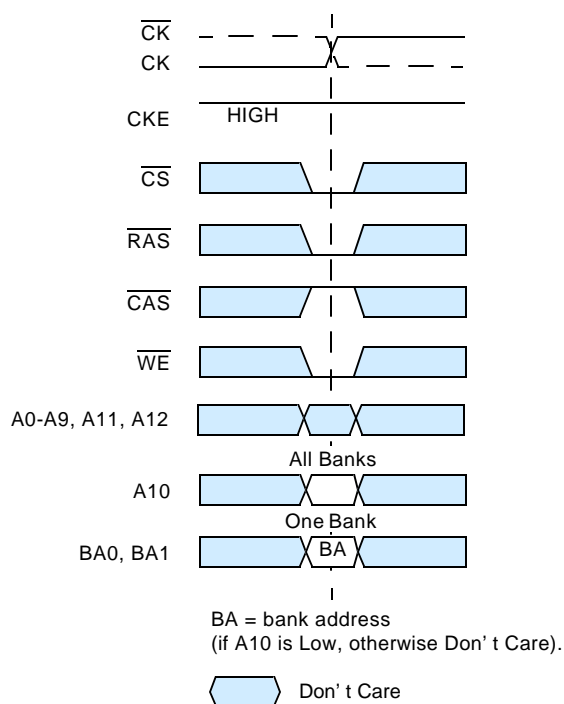 CK
CK
CKE HIGH
CS
RAS
CAS
WE
A0-A9, A11, A12
All Banks
A10
One Bank
BA0, BA1 BA
BA = bank address
(if A10 is Low, otherwise Don' t Care).
Don' t Care